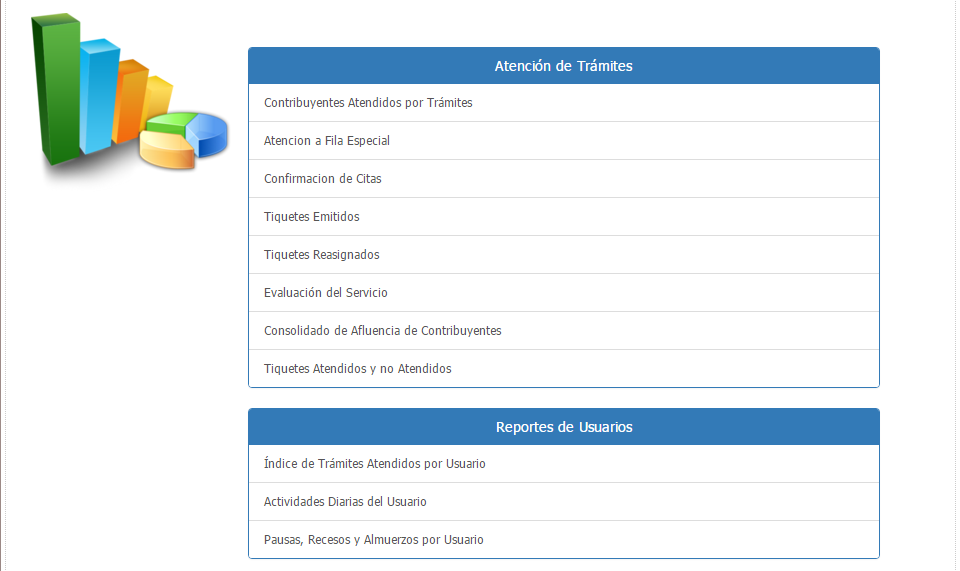 Atención de Trámites
Contribuyentes Atendidos por Trámites
Atencion a Fila Especial
Confirmacion de Citas
Tiquetes Emitidos
Tiquetes Reasignados
Evaluación del Servicio
Consolidado de Afluencia de Contribuyentes
Tiquetes Atendidos y no Atendidos
Reportes de Usuarios
Índice de Trámites Atendidos por Usuario
Actividades Diarias del Usuario
Pausas, Recesos y Almuerzos por Usuario